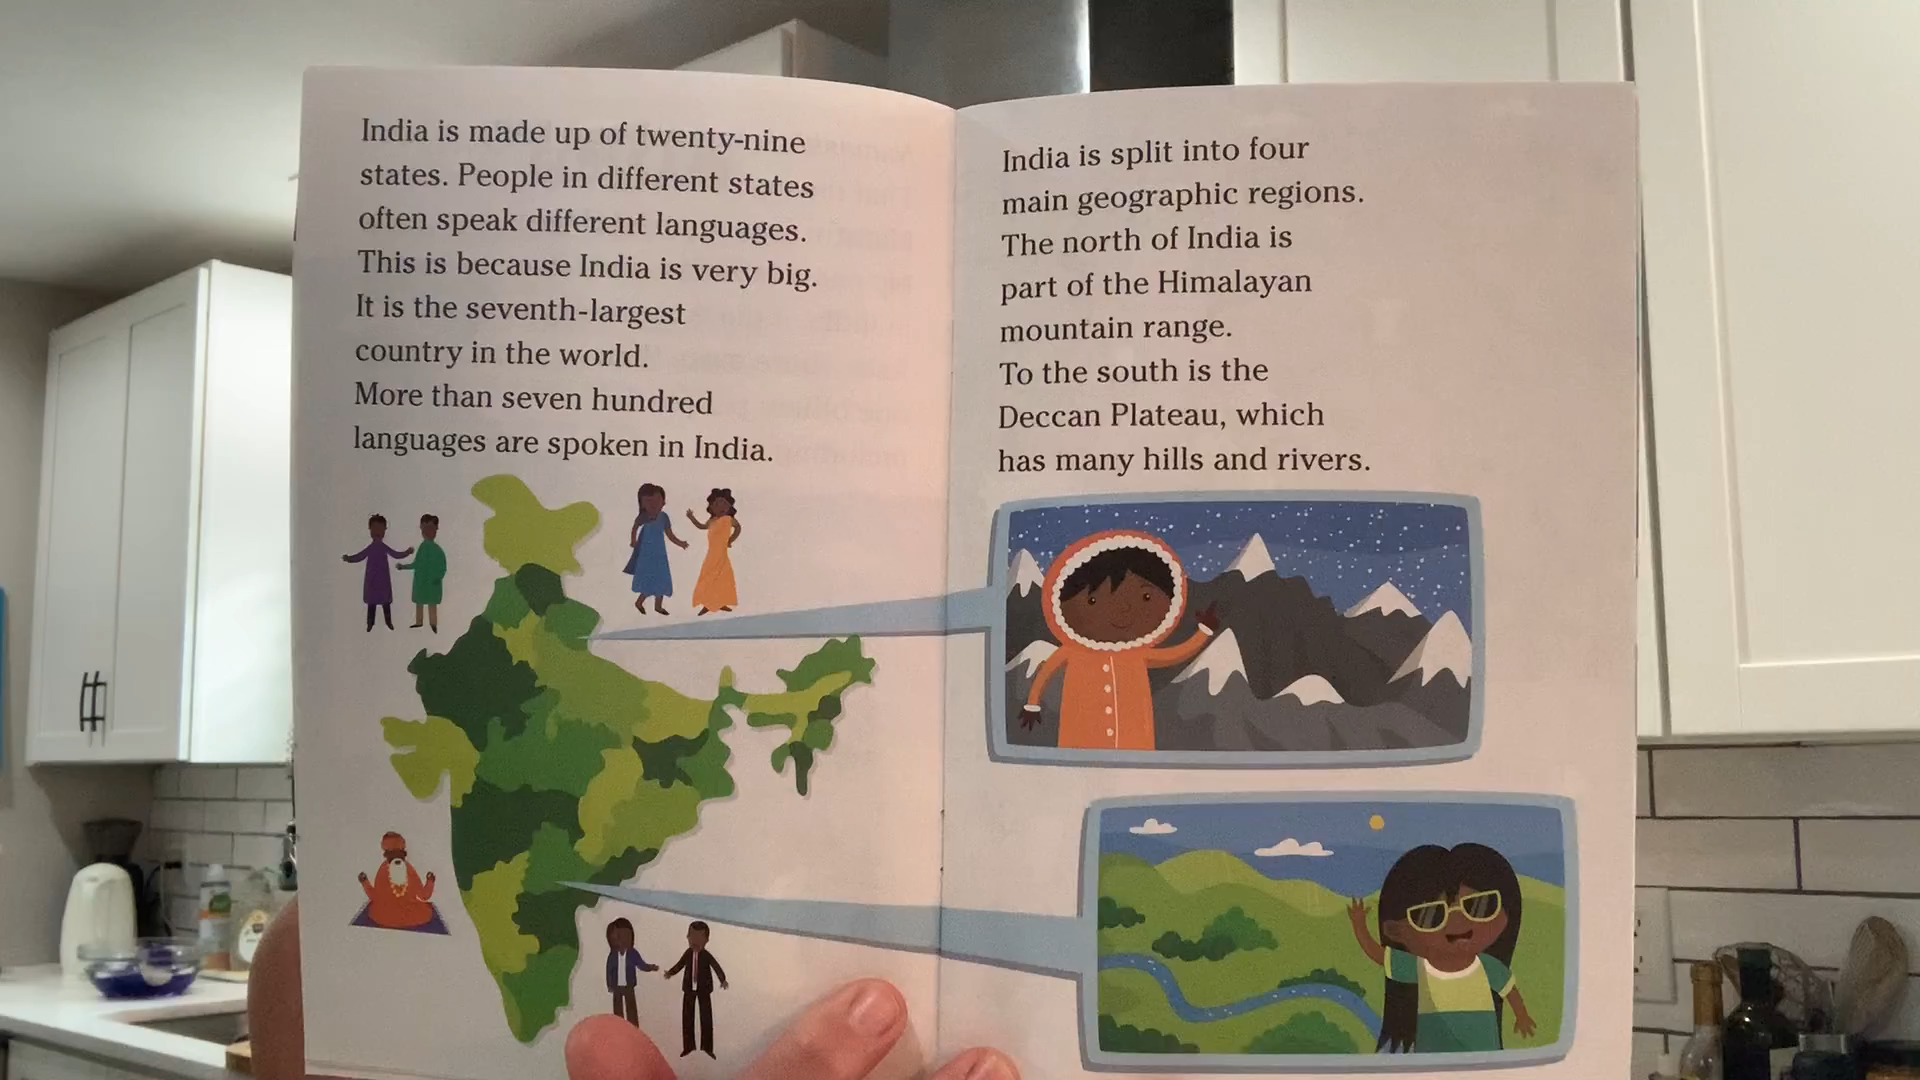 India is made up of twenty-nine
states. People in different states
often speak different languages.
This is because India is very big.
It is the seventh-largest
country in the world.
More than seven hundred
languages are spoken in India.
India is split into four
main geographic regions.
The north of India is
part of the Himalayan
mountain range.
To the south is the
Deccan Plateau, which
has many hills and rivers.